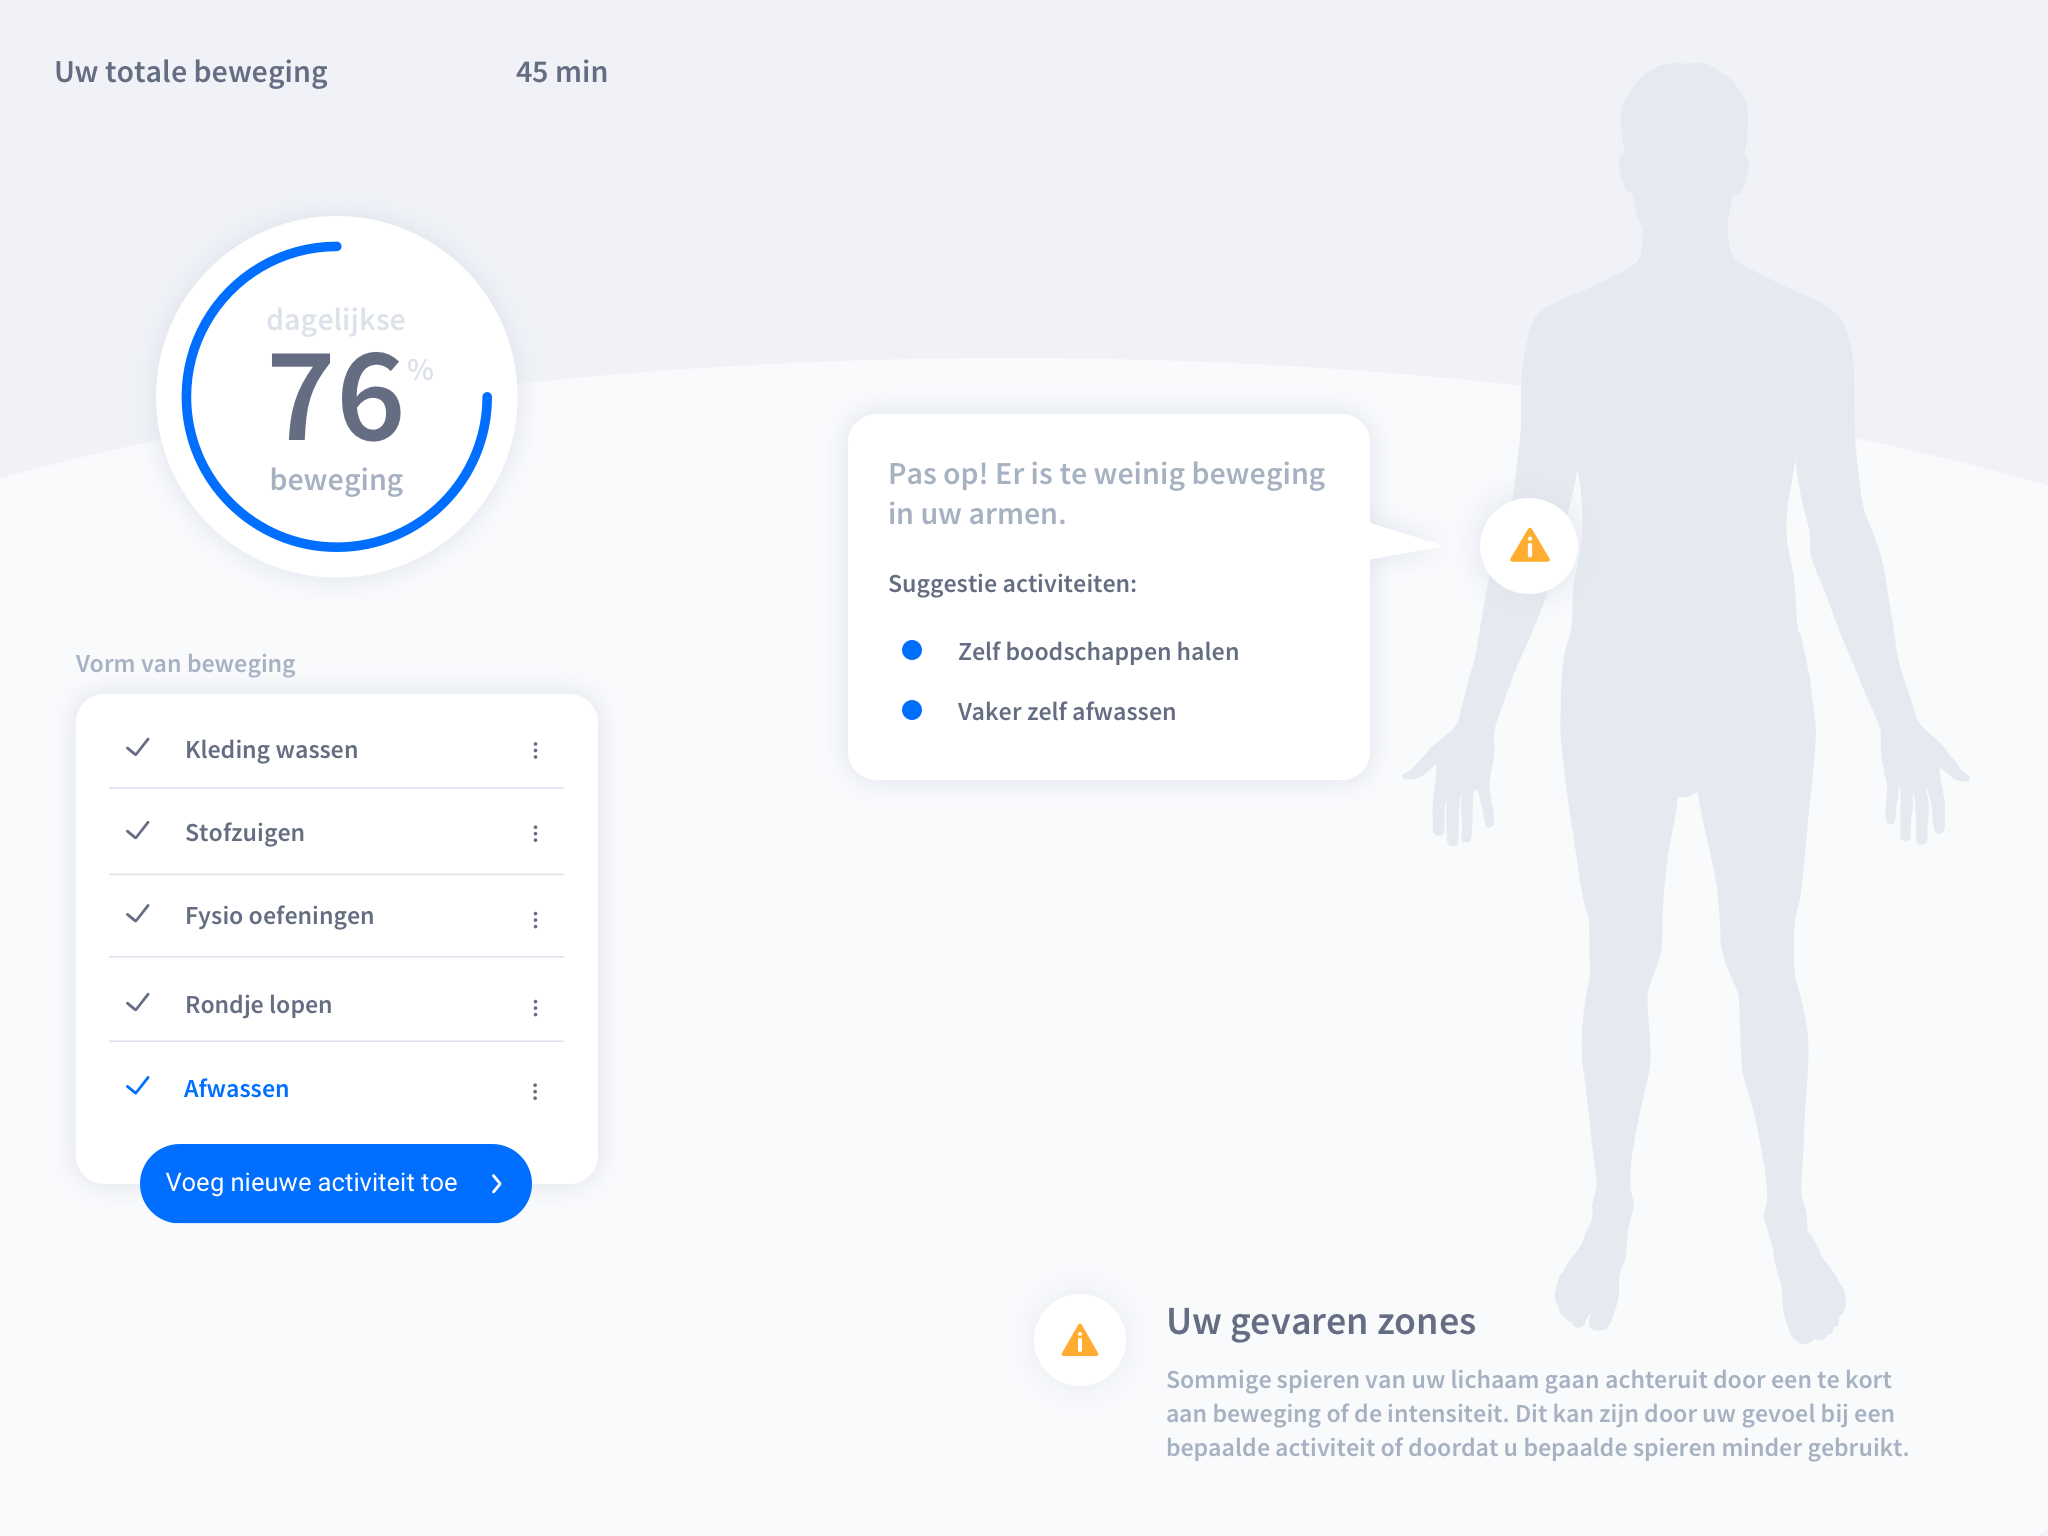 Uw totale beweging 45 min
dagelijkse
76 %
beweging
Vorm van beweging
Kleding wassen
Stofzuigen
Fysio oefeningen
Rondje lopen
Afwassen
Voeg nieuwe activiteit toe
Pas op! Er is te weinig beweging
in uw armen.
Suggestie activiteiten:
Zelf boodschappen halen
Vaker zelf afwassen
Uw gevaren zones
Sommige spieren van uw lichaam gaan achteruit door een te kort
aan beweging of de intensiteit. Dit kan zijn door uw gevoel bij een
bepaalde activiteit of doordat u bepaalde spieren minder gebruikt.